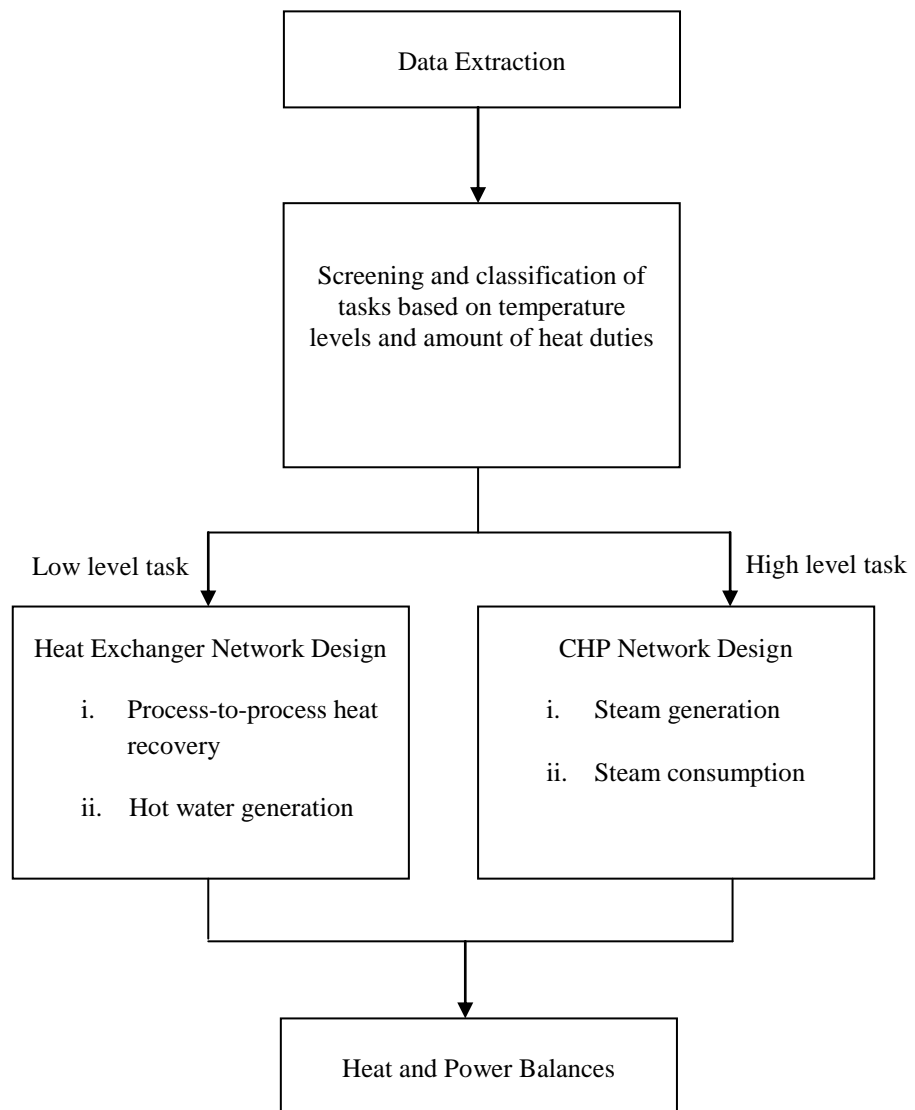 Data Extraction
Screening and classification of
tasks based on temperature
levels and amount of heat duties
Low level task
High level task
Heat Exchanger Network Design
i. Process-to-process heat
recovery
ii. Hot water generation
CHP Network Design
i. Steam generation
ii. Steam consumption
Heat and Power Balances